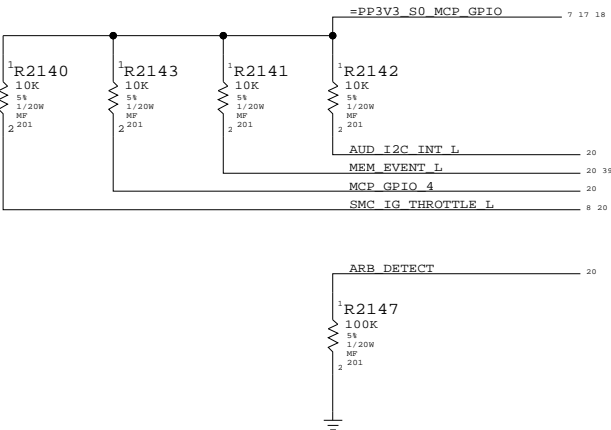 =PP3V3_S0_MCP_GPIO 7 17 18
1 R2140
10K
5%
1/20W
MF
201
2
1 R2143
10K
5%
1/20W
MF
201
2
1 R2141
10K
5%
1/20W
MF
201
2
1 R2142
10K
5%
1/20W
MF
201
2
AUD_I2C_INT_L 20
MEM_EVENT_L 20 39
MCP_GPIO_4 20
SMC_IG_THROTTLE_L 8 20
ARB_DETECT 20
1 R2147
100K
5%
1/20W
MF
201
2